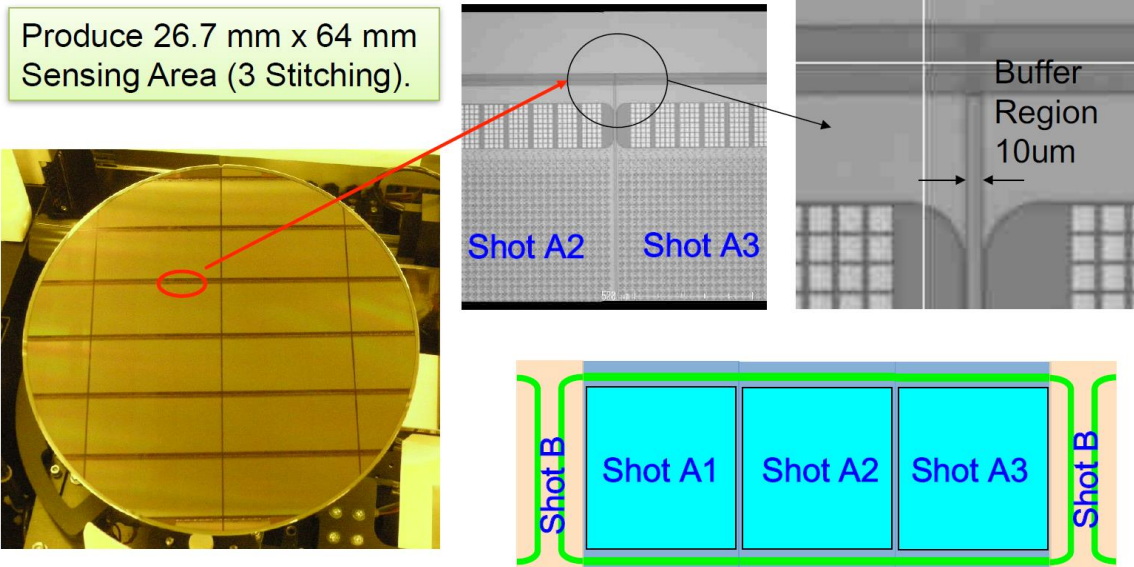 Produce 26.7 mm x 64 mm
Sensing Area (3 Stitching).
Buffer
Region
10um
Shot A2
Shot A3
Shot B
Shot A1
Shot A2
Shot A3
Shot B